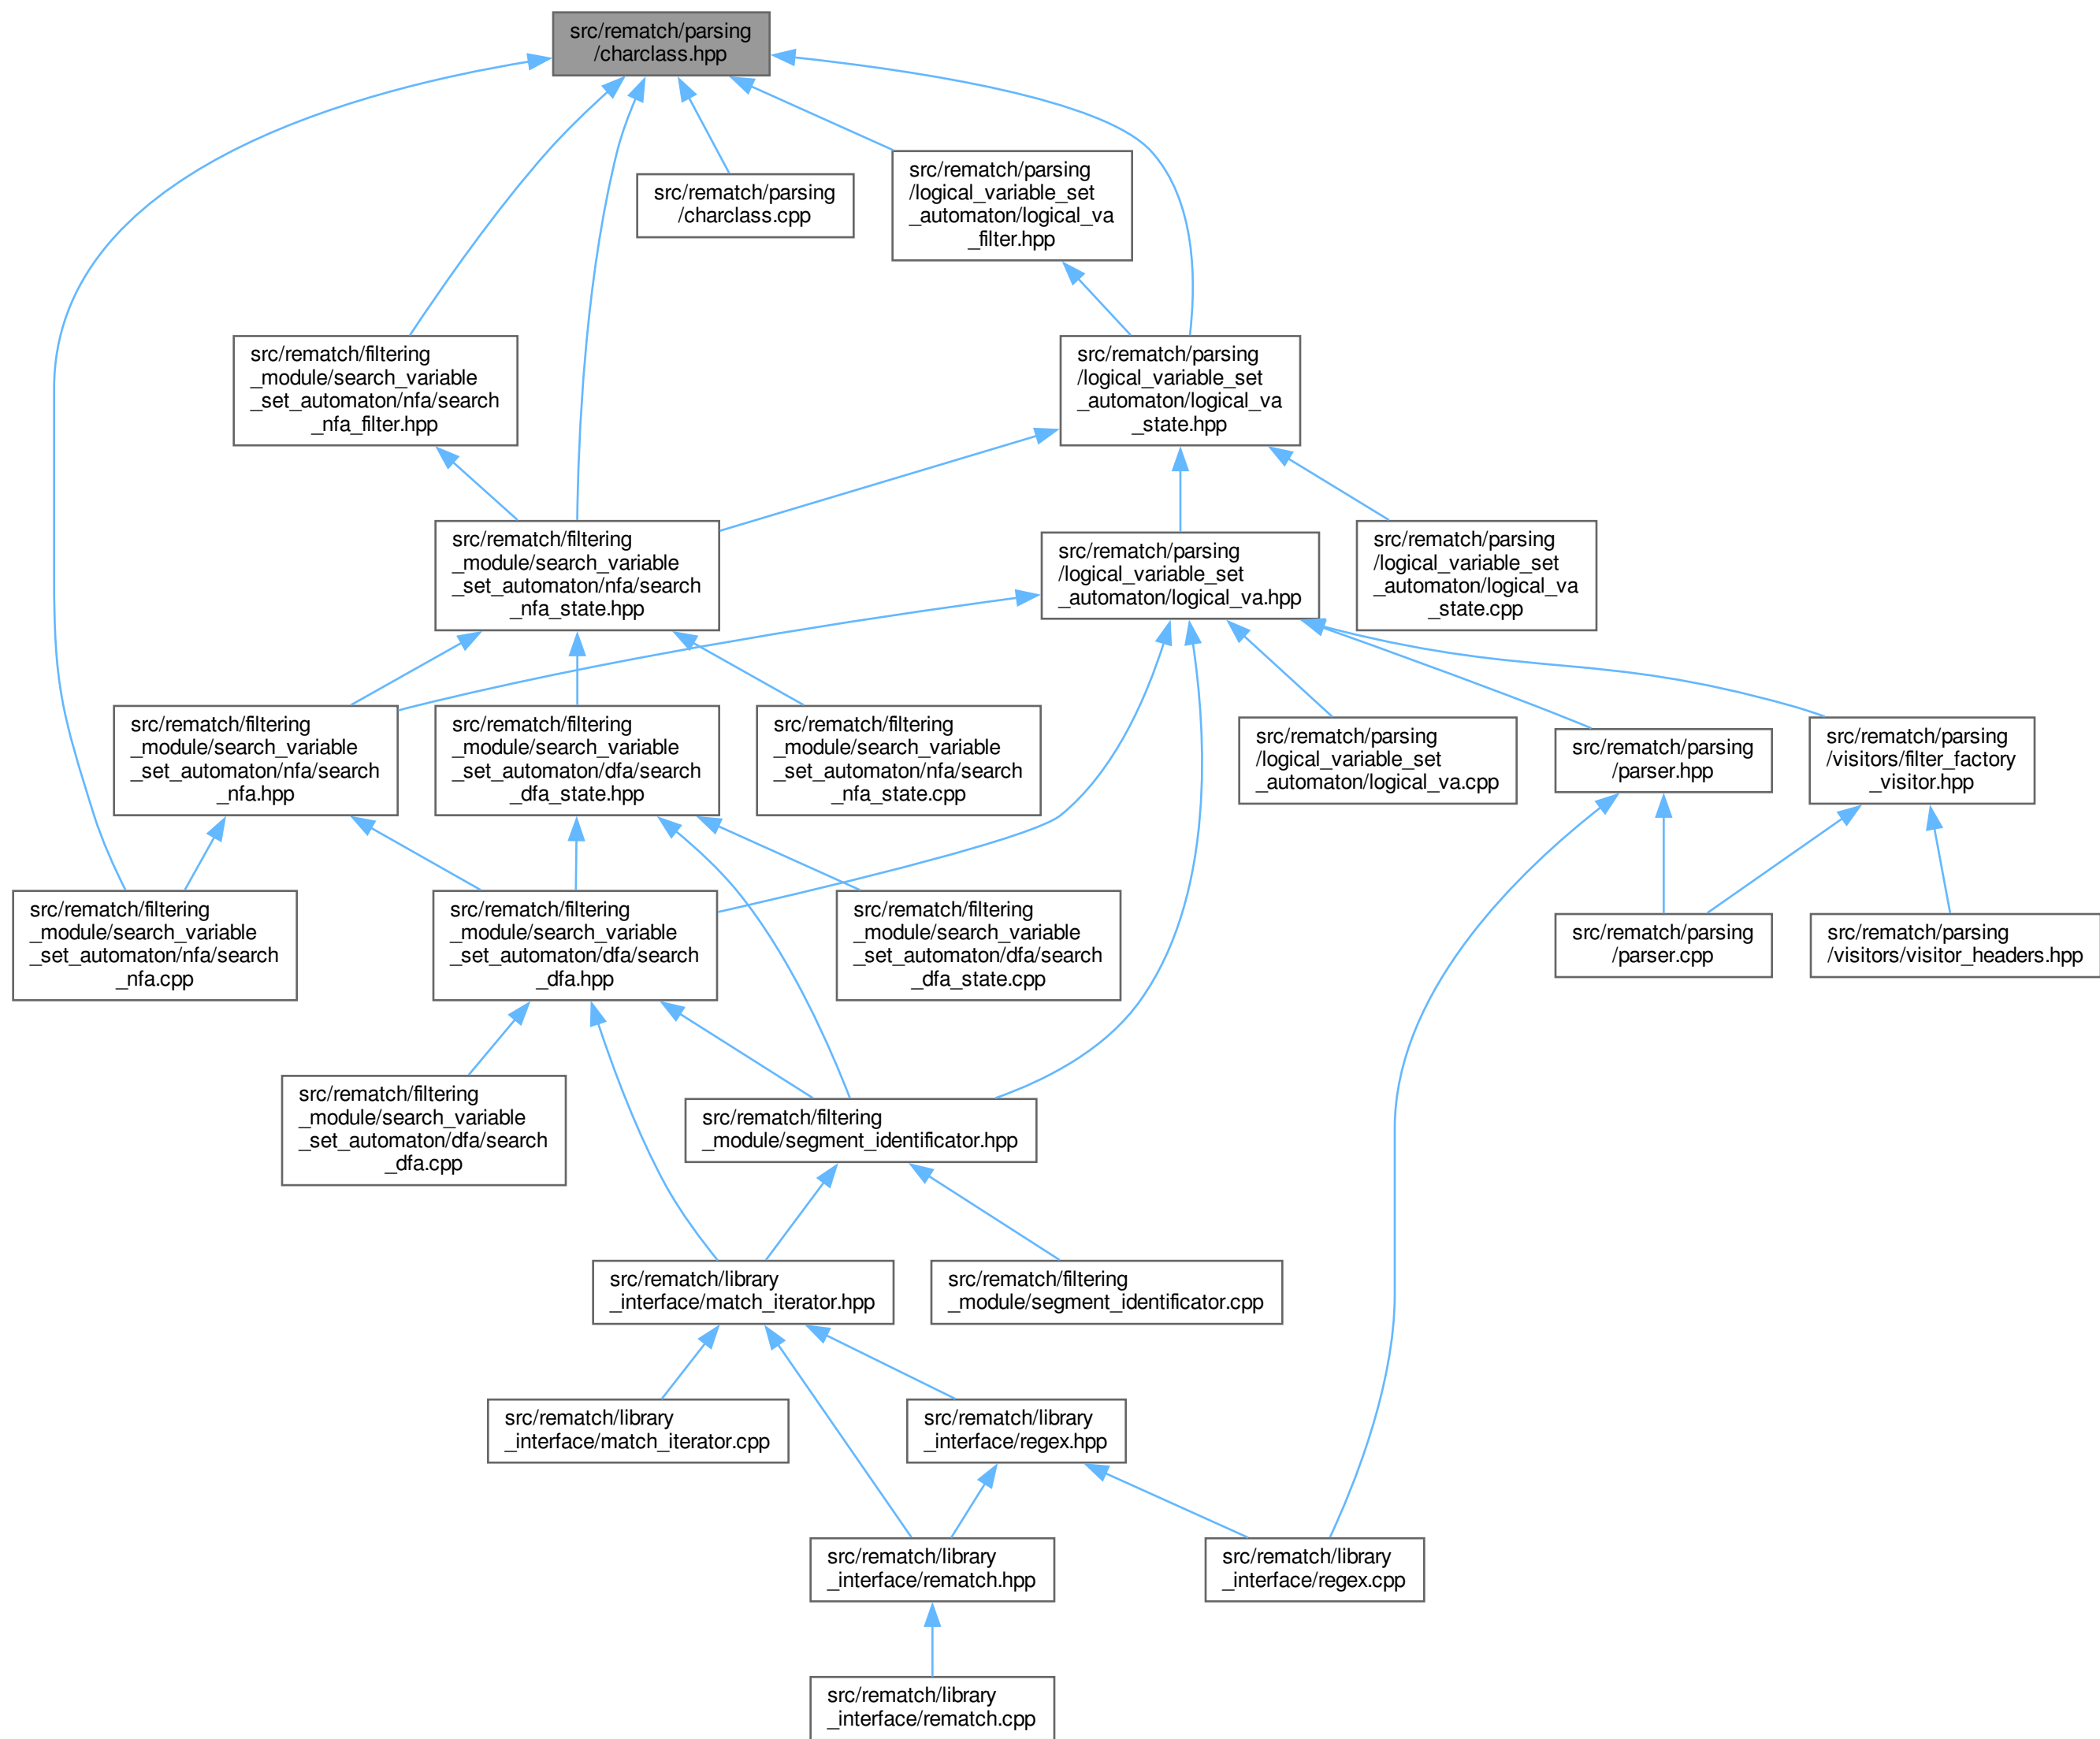 src/rematch/parsing
/charclass.hpp
src/rematch/parsing
/logical_variable_set
_automaton/logical_va
_filter.hpp
src/rematch/parsing
/charclass.cpp
src/rematch/filtering
_module/search_variable
_set_automaton/nfa/search
_nfa_filter.hpp
src/rematch/parsing
/logical_variable_set
_automaton/logical_va
_state.hpp
src/rematch/filtering
_module/search_variable
_set_automaton/nfa/search
_nfa_state.hpp
src/rematch/parsing
/logical_variable_set
_automaton/logical_va.hpp
src/rematch/parsing
/logical_variable_set
_automaton/logical_va
_state.cpp
src/rematch/filtering
_module/search_variable
_set_automaton/nfa/search
_nfa.hpp
src/rematch/filtering
_module/search_variable
_set_automaton/dfa/search
_dfa_state.hpp
src/rematch/filtering
_module/search_variable
_set_automaton/nfa/search
_nfa_state.cpp
src/rematch/parsing
/logical_variable_set
_automaton/logical_va.cpp
src/rematch/parsing
/parser.hpp
src/rematch/parsing
/visitors/filter_factory
_visitor.hpp
src/rematch/filtering
_module/search_variable
_set_automaton/nfa/search
_nfa.cpp
src/rematch/filtering
_module/search_variable
_set_automaton/dfa/search
_dfa.hpp
src/rematch/filtering
_module/search_variable
_set_automaton/dfa/search
_dfa_state.cpp
src/rematch/parsing
/parser.cpp
src/rematch/parsing
/visitors/visitor_headers.hpp
src/rematch/filtering
_module/search_variable
_set_automaton/dfa/search
_dfa.cpp
src/rematch/filtering
_module/segment_identificator.hpp
src/rematch/library
_interface/match_iterator.hpp
src/rematch/filtering
_module/segment_identificator.cpp
src/rematch/library
_interface/match_iterator.cpp
src/rematch/library
_interface/regex.hpp
src/rematch/library
_interface/rematch.hpp
src/rematch/library
_interface/regex.cpp
src/rematch/library
_interface/rematch.cpp